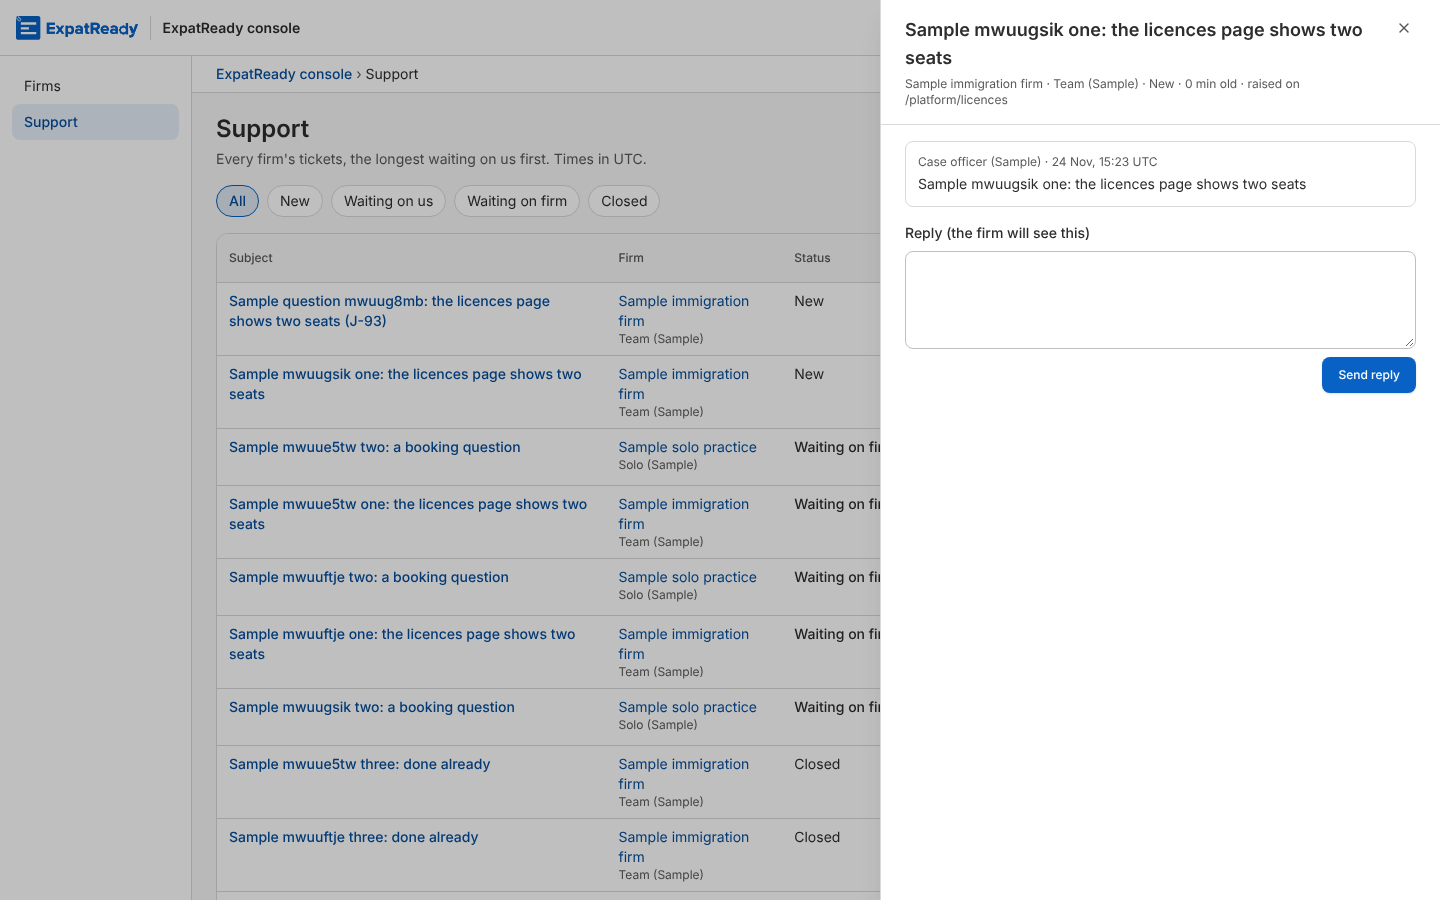 ExpatReady
ExpatReady console
Firms
Support
ExpatReady console › Support
Support
Every firm's tickets, the longest waiting on us first. Times in UTC.
All
New
Waiting on us
Waiting on firm
Closed
Subject
Firm
Status
Sample question mwuug8mb: the licences page
shows two seats (J-93)
Sample immigration
firm
Team (Sample)
New
Sample mwuugsik one: the licences page shows two
seats
Sample immigration
firm
Team (Sample)
New
Sample mwuue5tw two: a booking question
Sample solo practice
Solo (Sample)
Waiting on
Sample mwuue5tw one: the licences page shows two
seats
Sample immigration
firm
Team (Sample)
Waiting on
Sample mwuuftje two: a booking question
Sample solo practice
Solo (Sample)
Waiting on
Sample mwuuftje one: the licences page shows two
seats
Sample immigration
firm
Team (Sample)
Waiting on
Sample mwuugsik two: a booking question
Sample solo practice
Solo (Sample)
Waiting on
Sample mwuue5tw three: done already
Sample immigration
firm
Team (Sample)
Closed
Sample mwuuftje three: done already
Sample immigration
firm
Team (Sample)
Closed
Sample mwuugsik one: the licences page shows two
seats
Sample immigration firm · Team (Sample) · New · 0 min old · raised on
/platform/licences
Case officer (Sample) · 24 Nov, 15:23 UTC
Sample mwuugsik one: the licences page shows two seats
Reply (the firm will see this)
Send reply